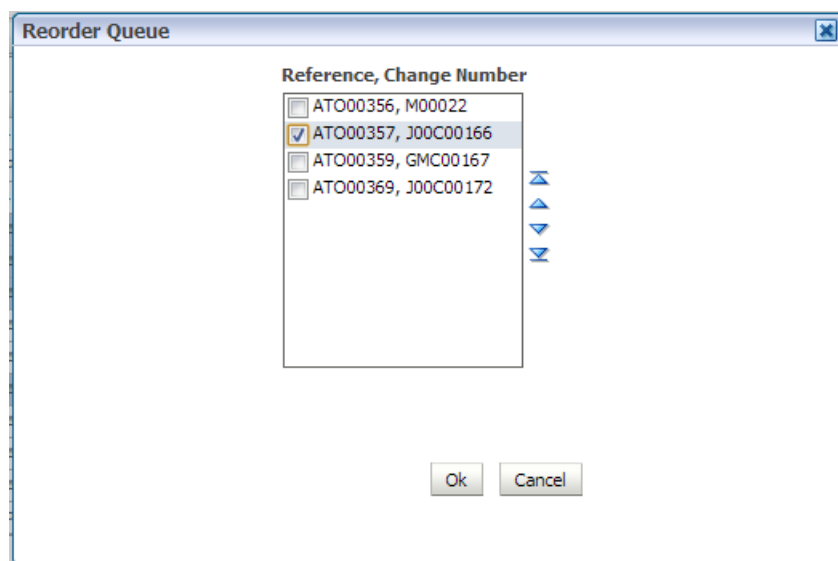 Reorder Queue
Reference, Change Number
ATO00356, M00022
ATO00357, J00C00166
ATO00359, GMC00167
ATO00369, J00C00172
Ok
Cancel